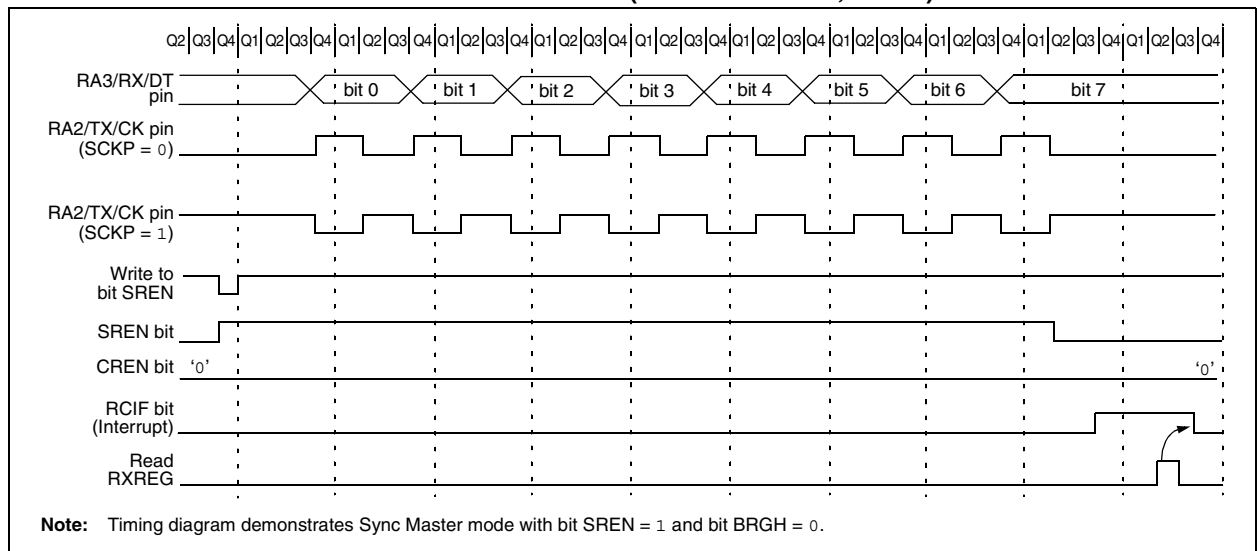 Q2 Q3 Q4 Q1 Q2 Q3 Q4 Q1 Q2 Q3 Q4 Q1 Q2 Q3 Q4 Q1 Q2 Q3 Q4 Q1 Q2 Q3 Q4 Q1 Q2 Q3 Q4 Q1 Q2 Q3 Q4 Q1 Q2 Q3 Q4 Q1 Q2 Q3 Q4 Q1 Q2 Q3 Q4
RA3/RX/DT
pin
bit 0 bit 1 bit 2 bit 3 bit 4 bit 5 bit 6 bit 7
RA2/TX/CK pin
(SCKP = 0)
RA2/TX/CK pin
(SCKP = 1)
Write to
bit SREN
SREN bit
CREN bit ‘0’ ‘0’
RCIF bit
(Interrupt)
Read
RXREG
Note: Timing diagram demonstrates Sync Master mode with bit SREN = 1 and bit BRGH = 0.